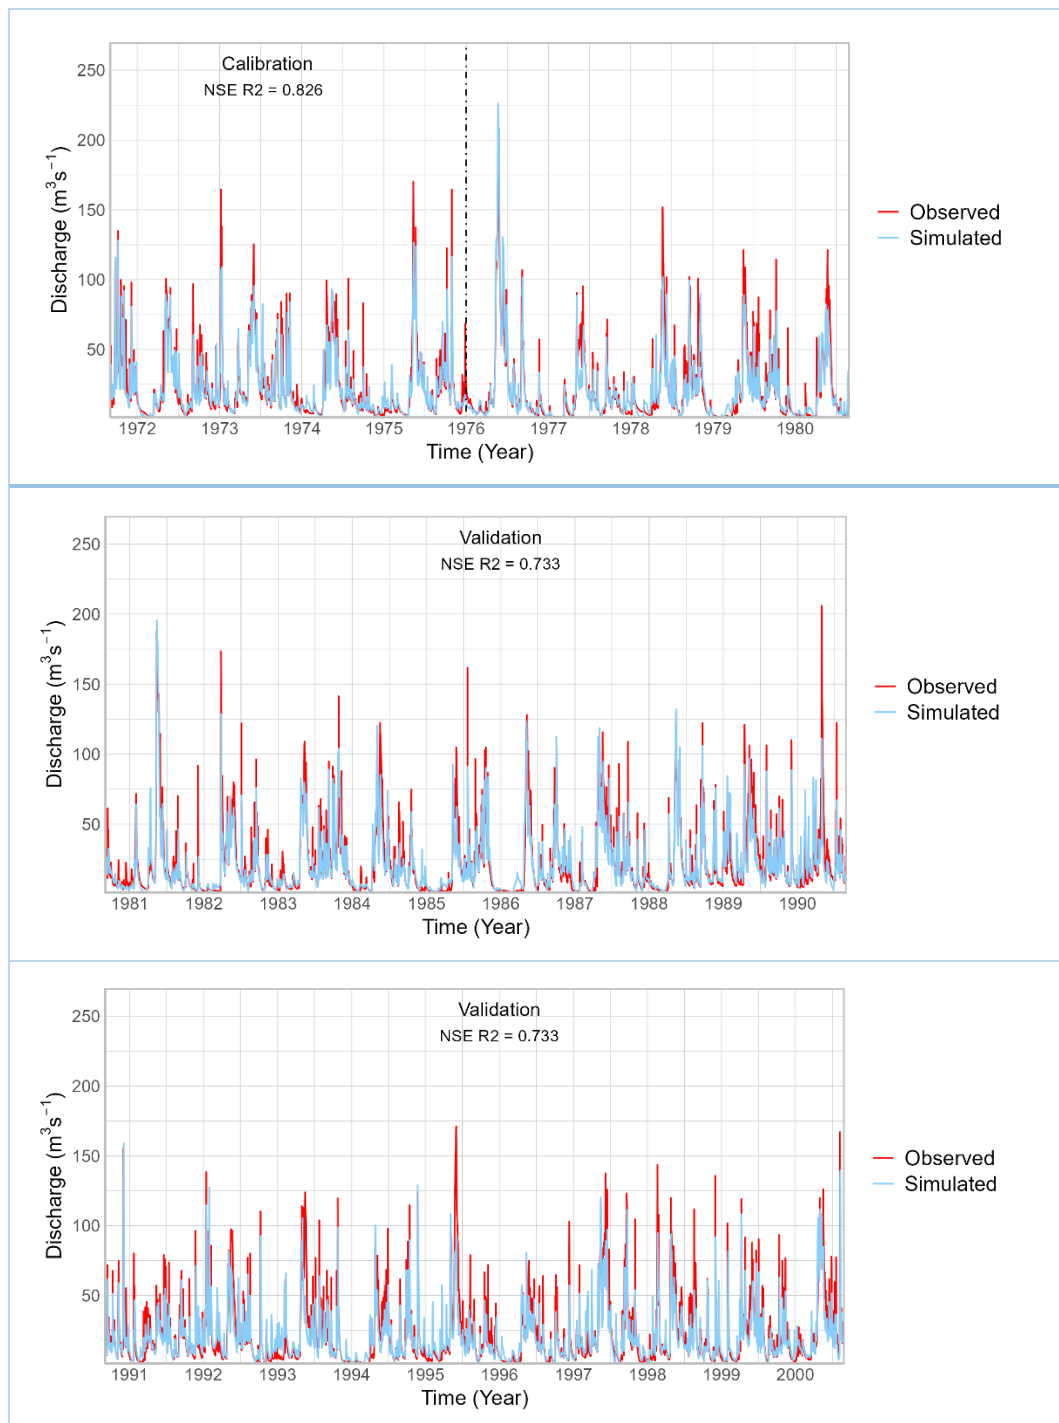 Calibration
NSE R2 = 0.826
250
200
150
100
50
Discharge (m³s⁻¹)
1972 1973 1974 1975 1976 1977 1978 1979 1980
Time (Year)
Observed
Simulated
Validation
NSE R2 = 0.733
250
200
150
100
50
Discharge (m³s⁻¹)
1981 1982 1983 1984 1985 1986 1987 1988 1989 1990
Time (Year)
Observed
Simulated
Validation
NSE R2 = 0.733
250
200
150
100
50
Discharge (m³s⁻¹)
1991 1992 1993 1994 1995 1996 1997 1998 1999 2000
Time (Year)
Observed
Simulated